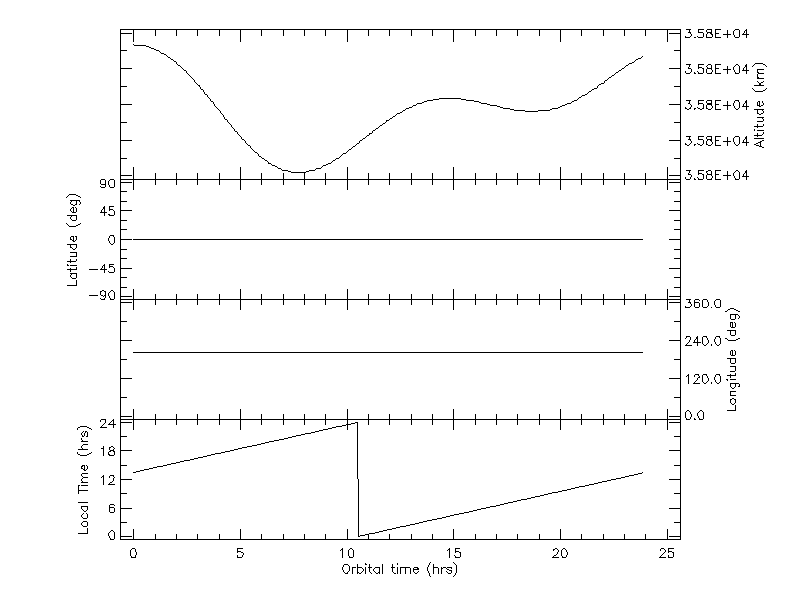 3.58E+04
3.58E+04
3.58E+04
3.58E+04
3.58E+04
Altitude (km)
90
45
0
−45
−90
Latitude (deg)
360.0
240.0
120.0
0.0
Longitude (deg)
24
18
12
6
0
Local Time (hrs)
0 5 10 15 20 25
Orbital time (hrs)